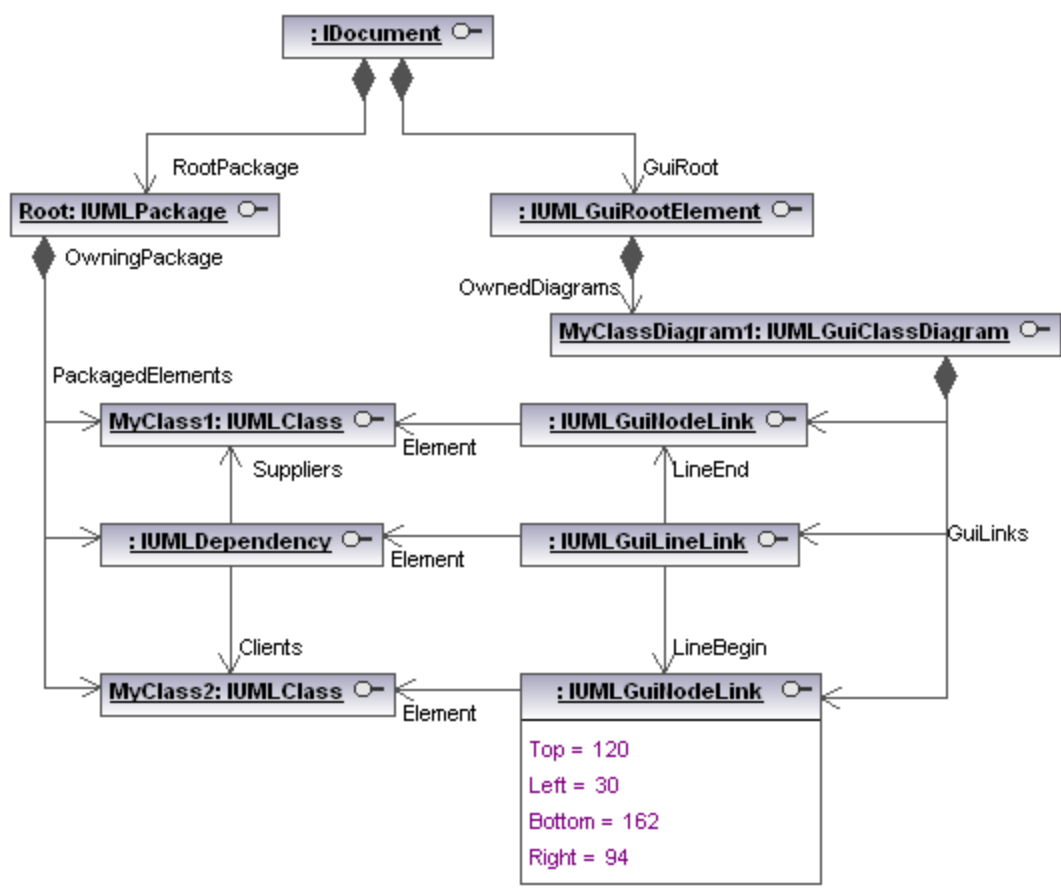 : IDocument
RootPackage
GuiRoot
Root: IUMLPackage
: IUMLGuiRootElement
OwningPackage
OwnedDiagrams
MyClassDiagram1: IUMLGuiClassDiagram
PackagedElements
MyClass1: IUMLClass
: IUMLGuiNodeLink
Element
Suppliers
LineEnd
: IUMLDependency
: IUMLGuiLineLink
GuiLinks
Element
Clients
LineBegin
MyClass2: IUMLClass
: IUMLGuiNodeLink
Element
Top = 120
Left = 30
Bottom = 162
Right = 94